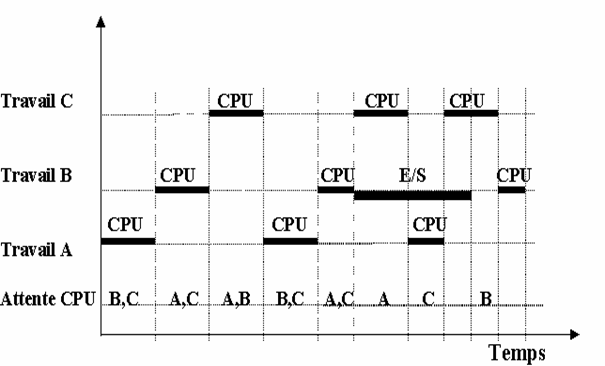 Travail C CPU CPU CPU
Travail B CPU CPU E/S CPU
CPU CPU CPU
Travail A
Attente CPU B,C A,C A,B B,C A,C A C B
Temps